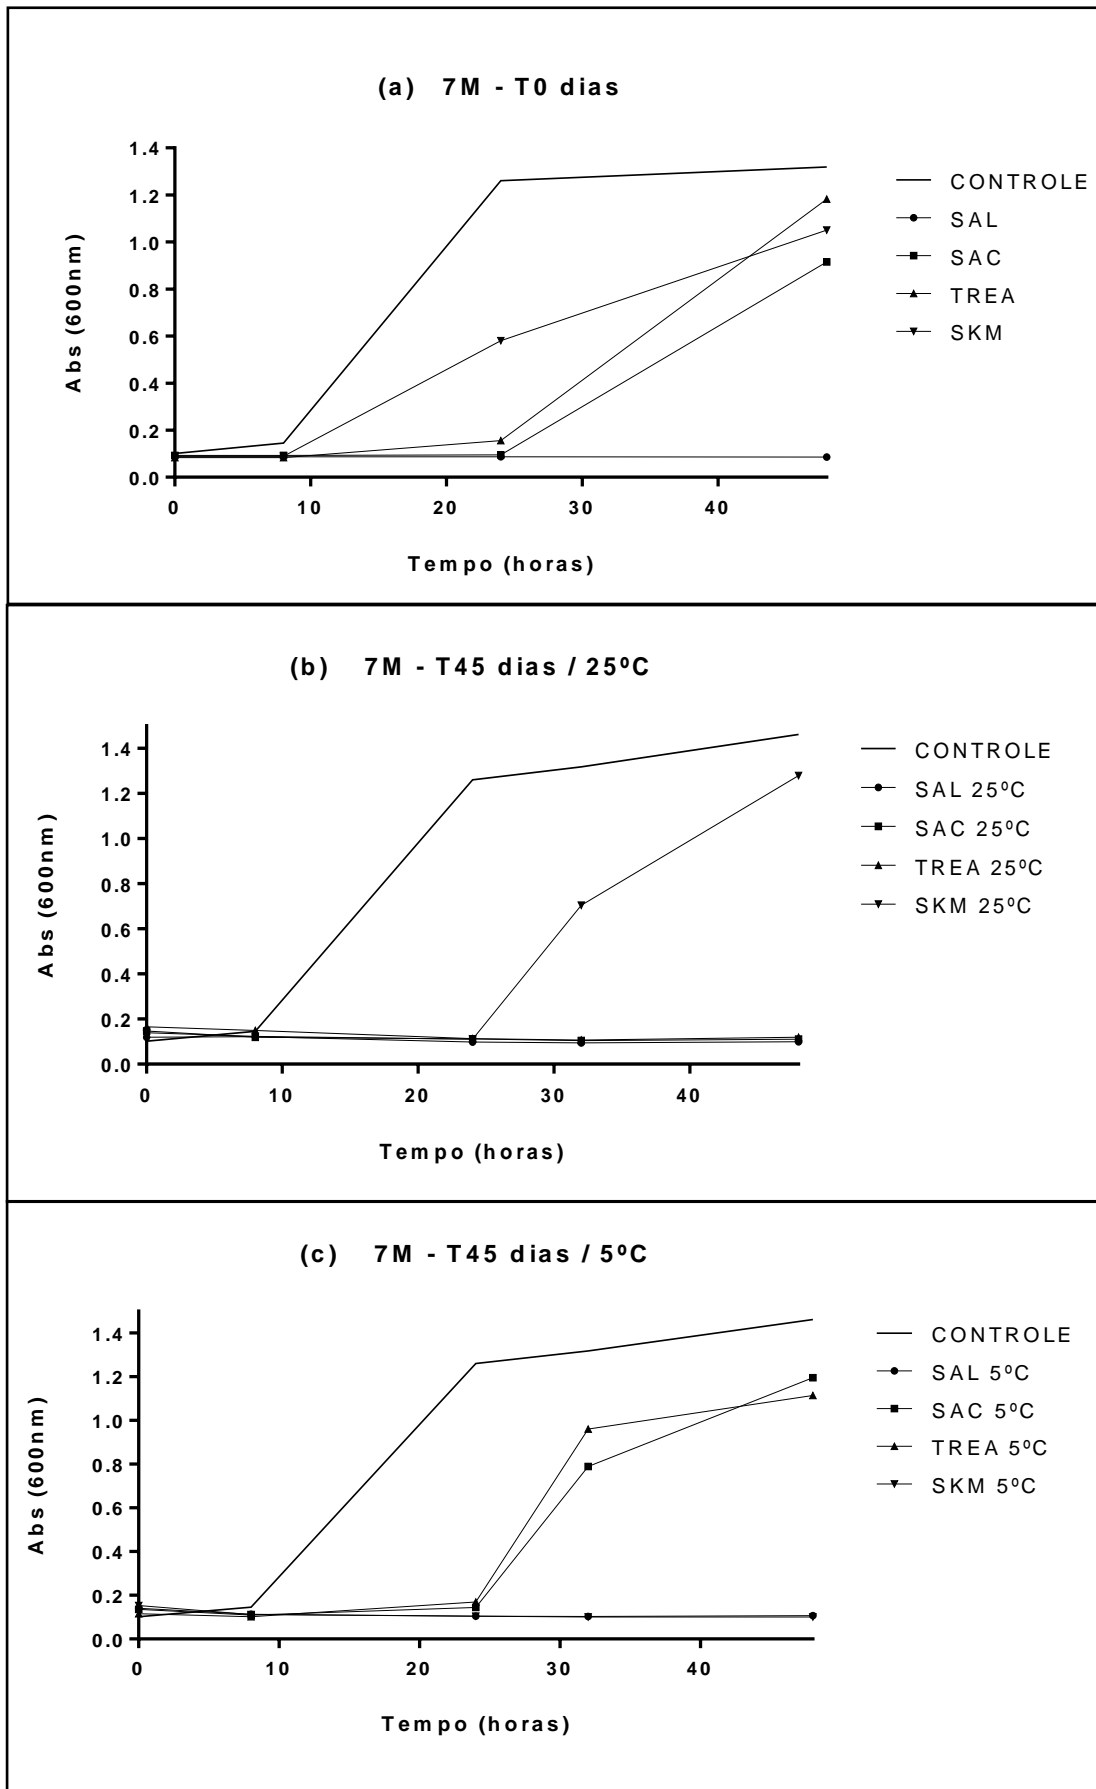 (a) 7M - T0 dias
Abs (600nm)
1.4
1.2
1.0
0.8
0.6
0.4
0.2
0.0
0 10 20 30 40
Tempo (horas)
CONTROLE
SAL
SAC
TREA
SKM
(b) 7M - T45 dias / 25ºC
Abs (600nm)
1.4
1.2
1.0
0.8
0.6
0.4
0.2
0.0
0 10 20 30 40
Tempo (horas)
CONTROLE
SAL 25ºC
SAC 25ºC
TREA 25ºC
SKM 25ºC
(c) 7M - T45 dias / 5ºC
Abs (600nm)
1.4
1.2
1.0
0.8
0.6
0.4
0.2
0.0
0 10 20 30 40
Tempo (horas)
CONTROLE
SAL 5ºC
SAC 5ºC
TREA 5ºC
SKM 5ºC